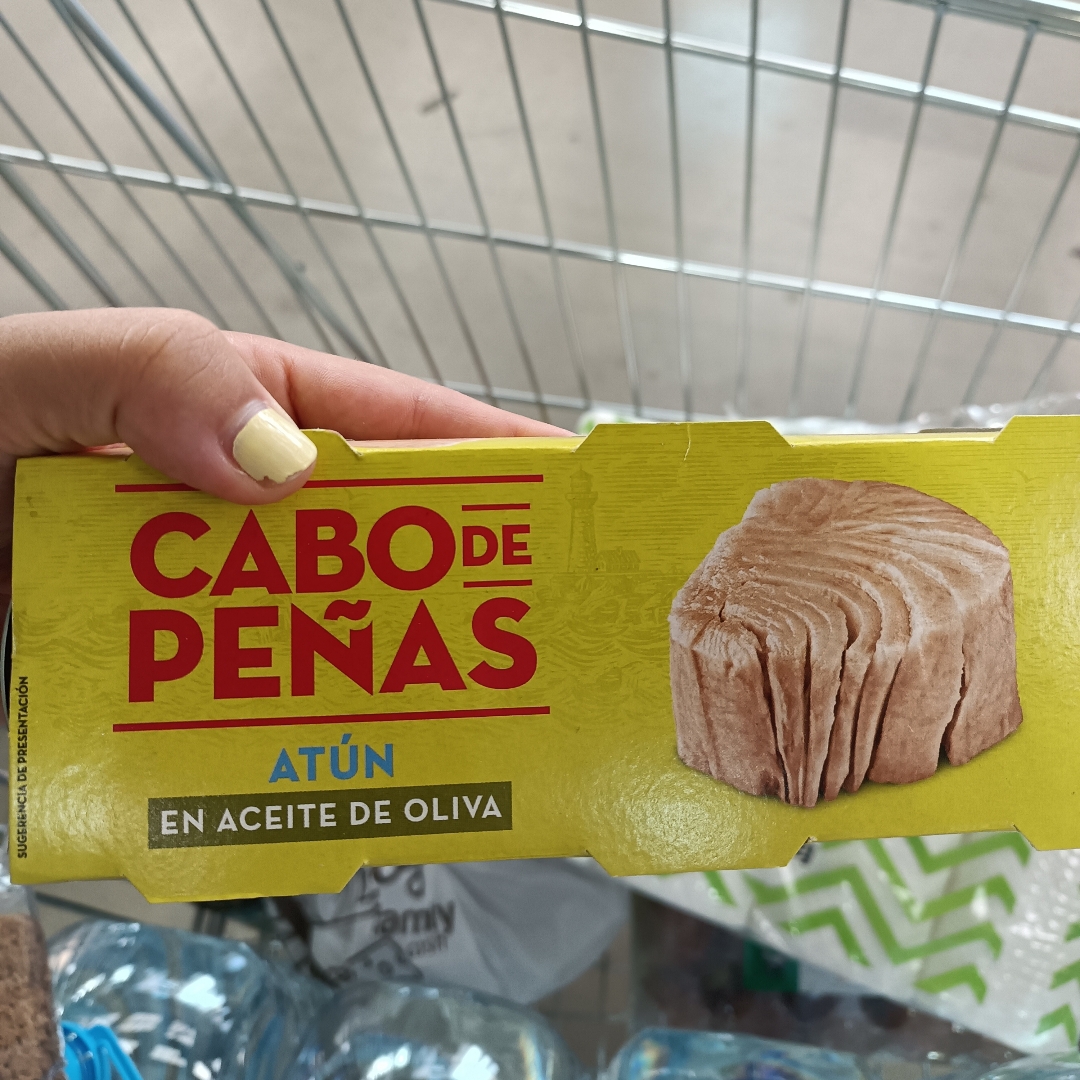 CABO DE
PEÑAS
ATÚN
EN ACEITE DE OLIVA
SUGERENCIA DE PRESENTACIÓN